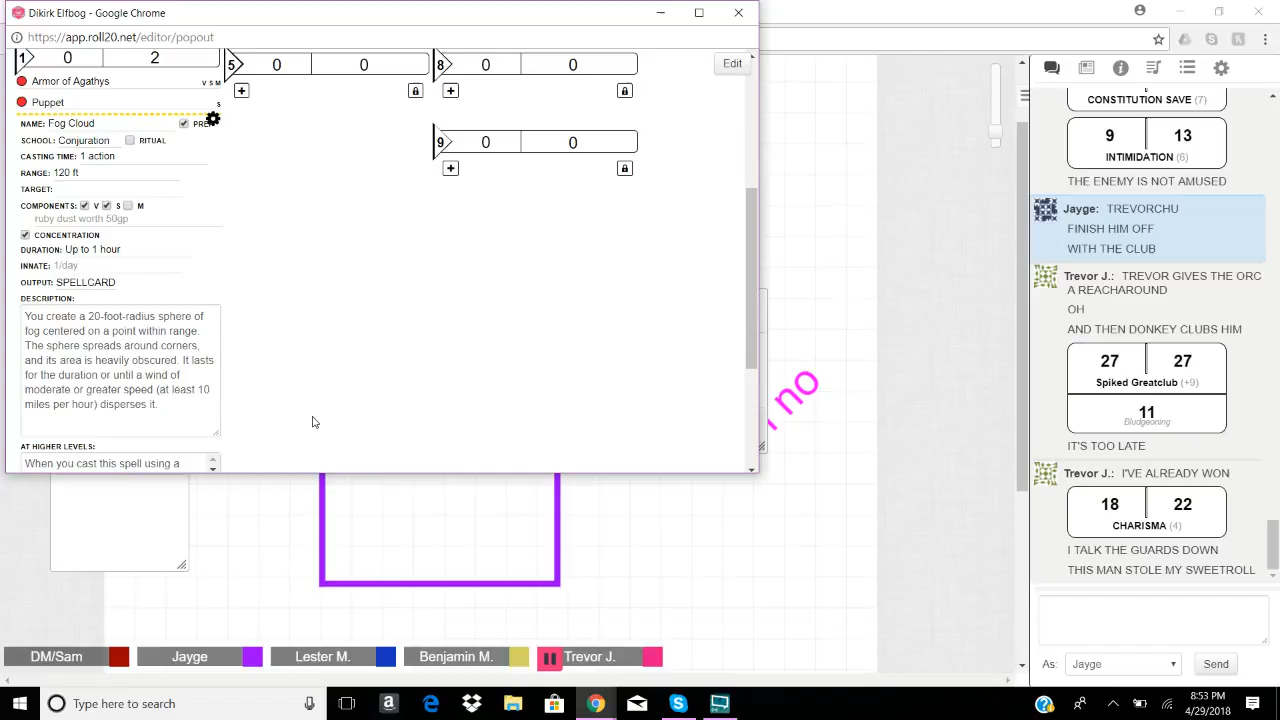 Dikirk Elfbog - Google Chrome
https://app.roll20.net/editor/popout
1 0 2
5 0 0
8 0 0
Edit
Armor of Agathys V S M
Puppet S
NAME: Fog Cloud
SCHOOL: Conjuration RITUAL
CASTING TIME: 1 action
RANGE: 120 ft
TARGET:
COMPONENTS: V S M
ruby dust worth 50gp
CONCENTRATION
DURATION: Up to 1 hour
INNATE: 1/day
OUTPUT: SPELLCARD
DESCRIPTION:
You create a 20-foot-radius sphere of
fog centered on a point within range.
The sphere spreads around corners,
and its area is heavily obscured. It lasts
for the duration or until a wind of
moderate or greater speed (at least 10
miles per hour) disperses it.
AT HIGHER LEVELS:
When you cast this spell using a
9 0 0
no
CONSTITUTION SAVE (7)
9 13
INTIMIDATION (6)
THE ENEMY IS NOT AMUSED
Jayge: TREVORCHU
FINISH HIM OFF
WITH THE CLUB
Trevor J.: TREVOR GIVES THE ORC
A REACHAROUND
OH
AND THEN DONKEY CLUBS HIM
27 27
Spiked Greatclub (+9)
11
Bludgeoning
IT'S TOO LATE
Trevor J.: I'VE ALREADY WON
18 22
CHARISMA (4)
I TALK THE GUARDS DOWN
THIS MAN STOLE MY SWEETROLL
As: Jayge Send
DM/Sam Jayge Lester M. Benjamin M. Trevor J.
Type here to search
8:53 PM
4/29/2018